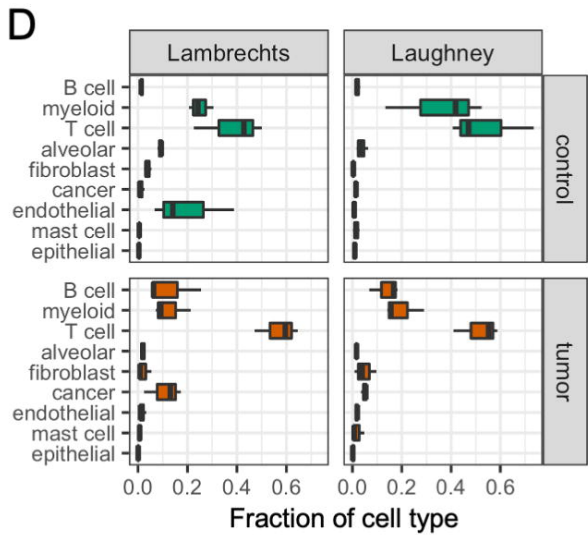 D
Lambrechts Laughney
B cell
myeloid
T cell
alveolar
fibroblast
cancer
endothelial
mast cell
epithelial
control
B cell
myeloid
T cell
alveolar
fibroblast
cancer
endothelial
mast cell
epithelial
tumor
0.0 0.2 0.4 0.6 0.0 0.2 0.4 0.6
Fraction of cell type